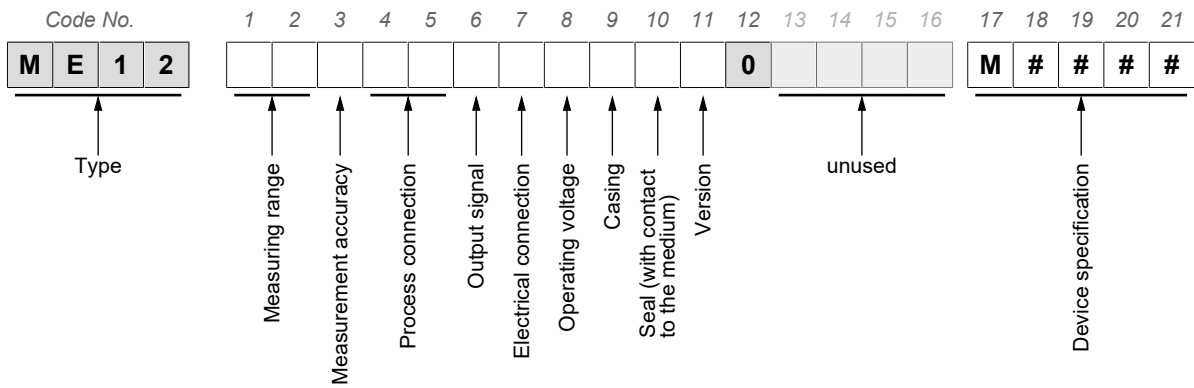 Code No. 1 2 3 4 5 6 7 8 9 10 11 12 13 14 15 16 17 18 19 20 21
M E 1 2 0 M # # # #
Type
Measuring range
Measurement accuracy
Process connection
Output signal
Electrical connection
Operating voltage
Casing
Seal (with contact
to the medium)
Version
unused
Device specification